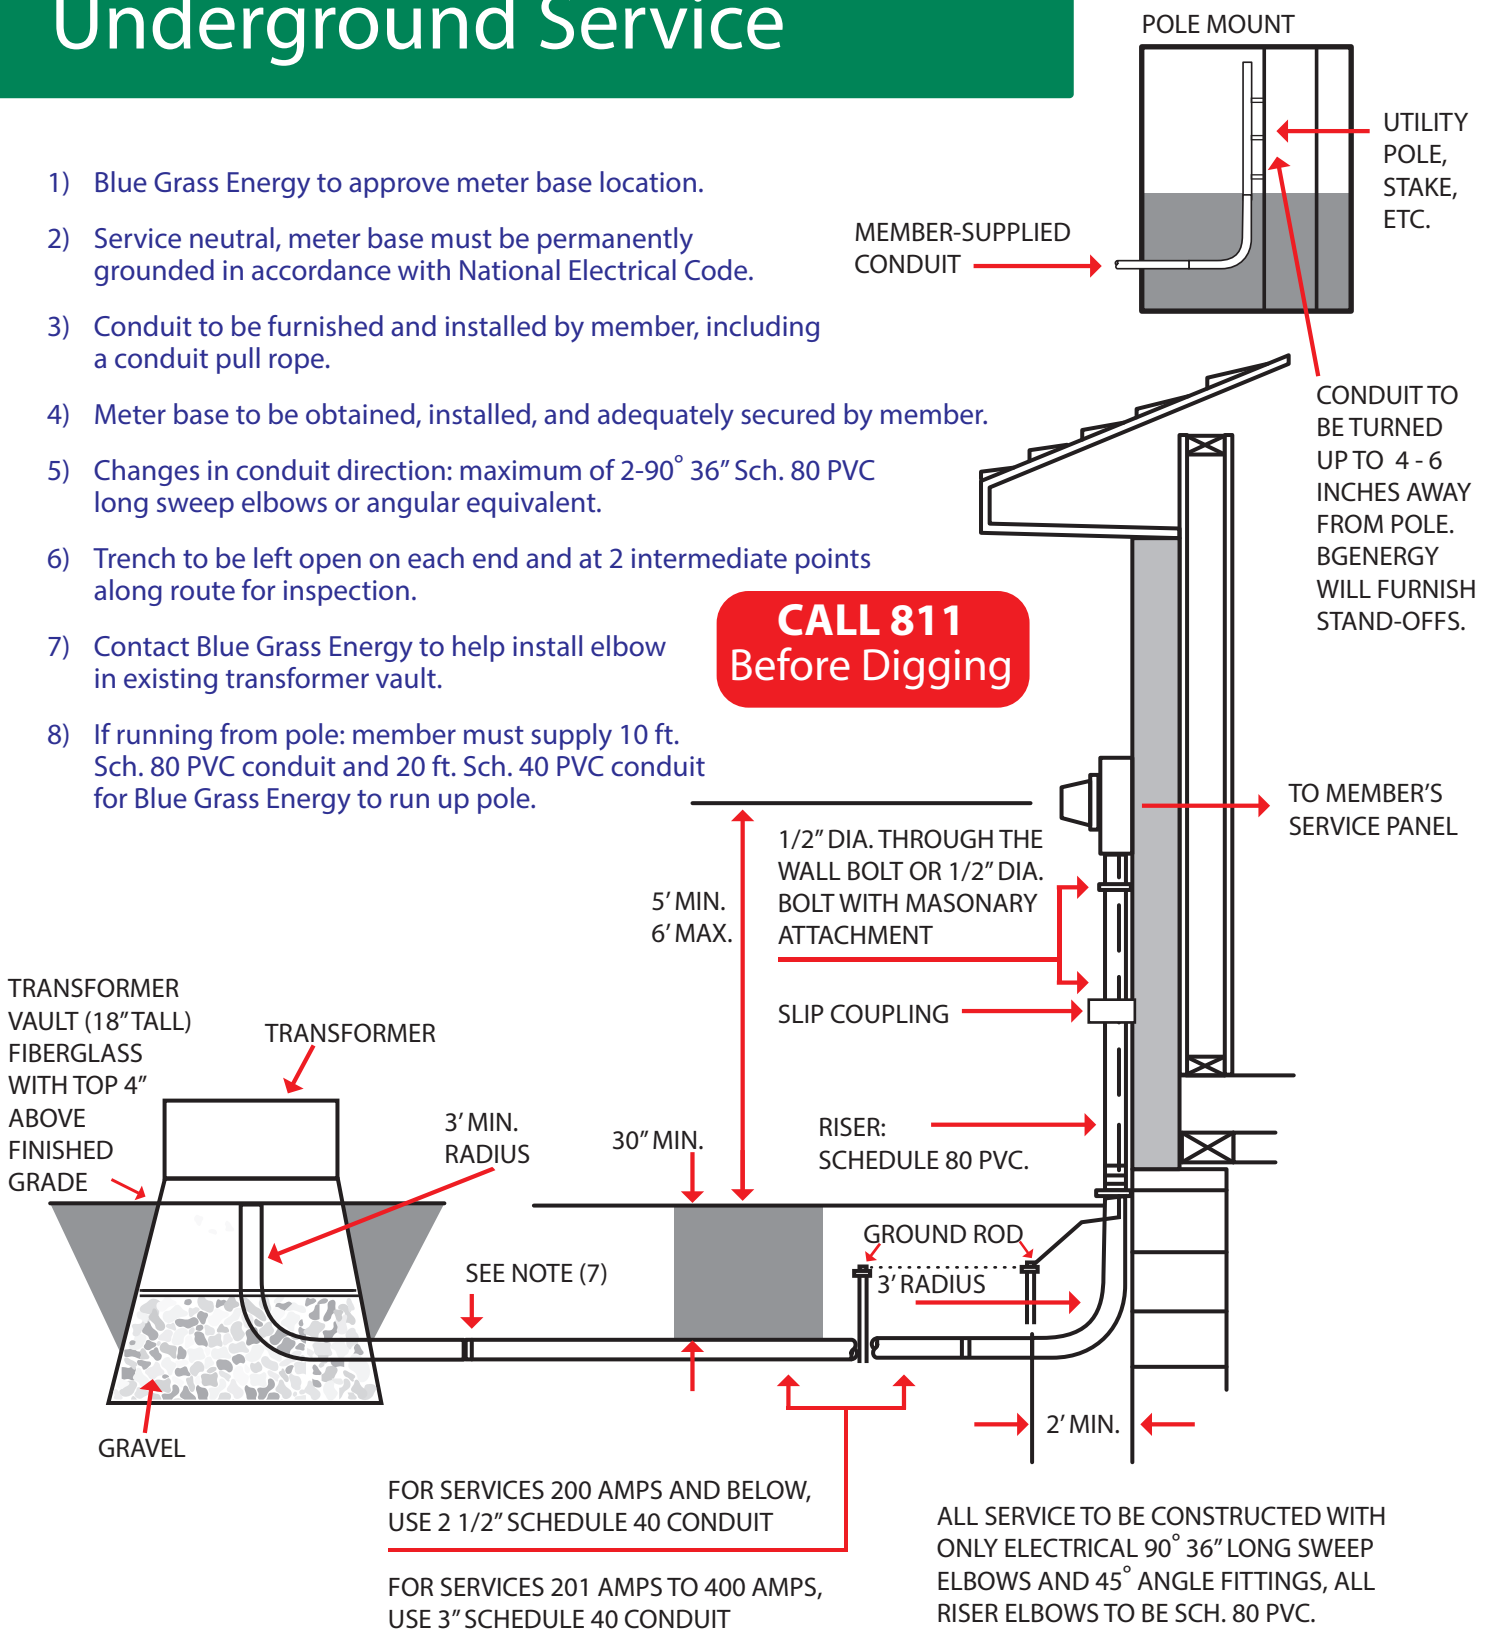 Underground Service
1) Blue Grass Energy to approve meter base location.
2) Service neutral, meter base must be permanently
grounded in accordance with National Electrical Code.
3) Conduit to be furnished and installed by member, including
a conduit pull rope.
4) Meter base to be obtained, installed, and adequately secured by member.
5) Changes in conduit direction: maximum of 2-90° 36" Sch. 80 PVC
long sweep elbows or angular equivalent.
6) Trench to be left open on each end and at 2 intermediate points
along route for inspection.
7) Contact Blue Grass Energy to help install elbow
in existing transformer vault.
8) If running from pole: member must supply 10 ft.
Sch. 80 PVC conduit and 20 ft. Sch. 40 PVC conduit
for Blue Grass Energy to run up pole.
CALL 811
Before Digging
POLE MOUNT
UTILITY
POLE,
STAKE,
ETC.
MEMBER-SUPPLIED
CONDUIT
CONDUIT TO
BE TURNED
UP TO 4 - 6
INCHES AWAY
FROM POLE.
BGENERGY
WILL FURNISH
STAND-OFFS.
TO MEMBER'S
SERVICE PANEL
1/2" DIA. THROUGH THE
WALL BOLT OR 1/2" DIA.
BOLT WITH MASONARY
ATTACHMENT
5' MIN.
6' MAX.
SLIP COUPLING
TRANSFORMER
VAULT (18" TALL)
FIBERGLASS
WITH TOP 4"
ABOVE
FINISHED
GRADE
TRANSFORMER
3' MIN.
RADIUS
30" MIN.
RISER:
SCHEDULE 80 PVC.
GROUND ROD
3' RADIUS
SEE NOTE (7)
GRAVEL
2' MIN.
FOR SERVICES 200 AMPS AND BELOW,
USE 2 1/2" SCHEDULE 40 CONDUIT
FOR SERVICES 201 AMPS TO 400 AMPS,
USE 3" SCHEDULE 40 CONDUIT
ALL SERVICE TO BE CONSTRUCTED WITH
ONLY ELECTRICAL 90° 36" LONG SWEEP
ELBOWS AND 45° ANGLE FITTINGS, ALL
RISER ELBOWS TO BE SCH. 80 PVC.